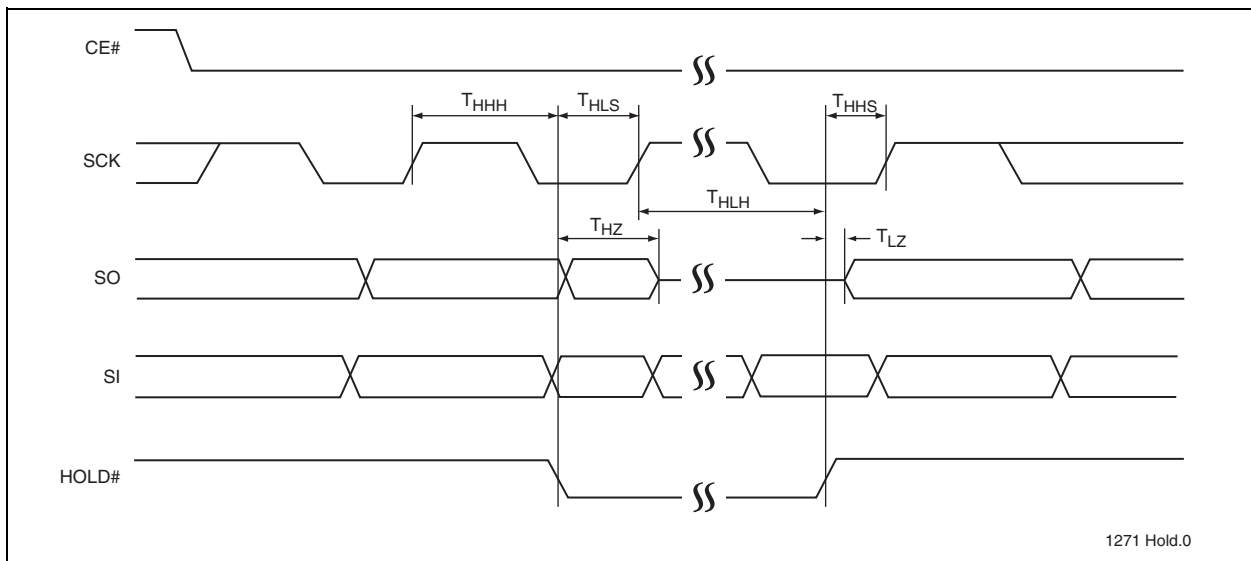 CE#
THHH
THLS
THHS
SCK
THLH
THZ
TLZ
SO
SI
HOLD#
1271 Hold.0